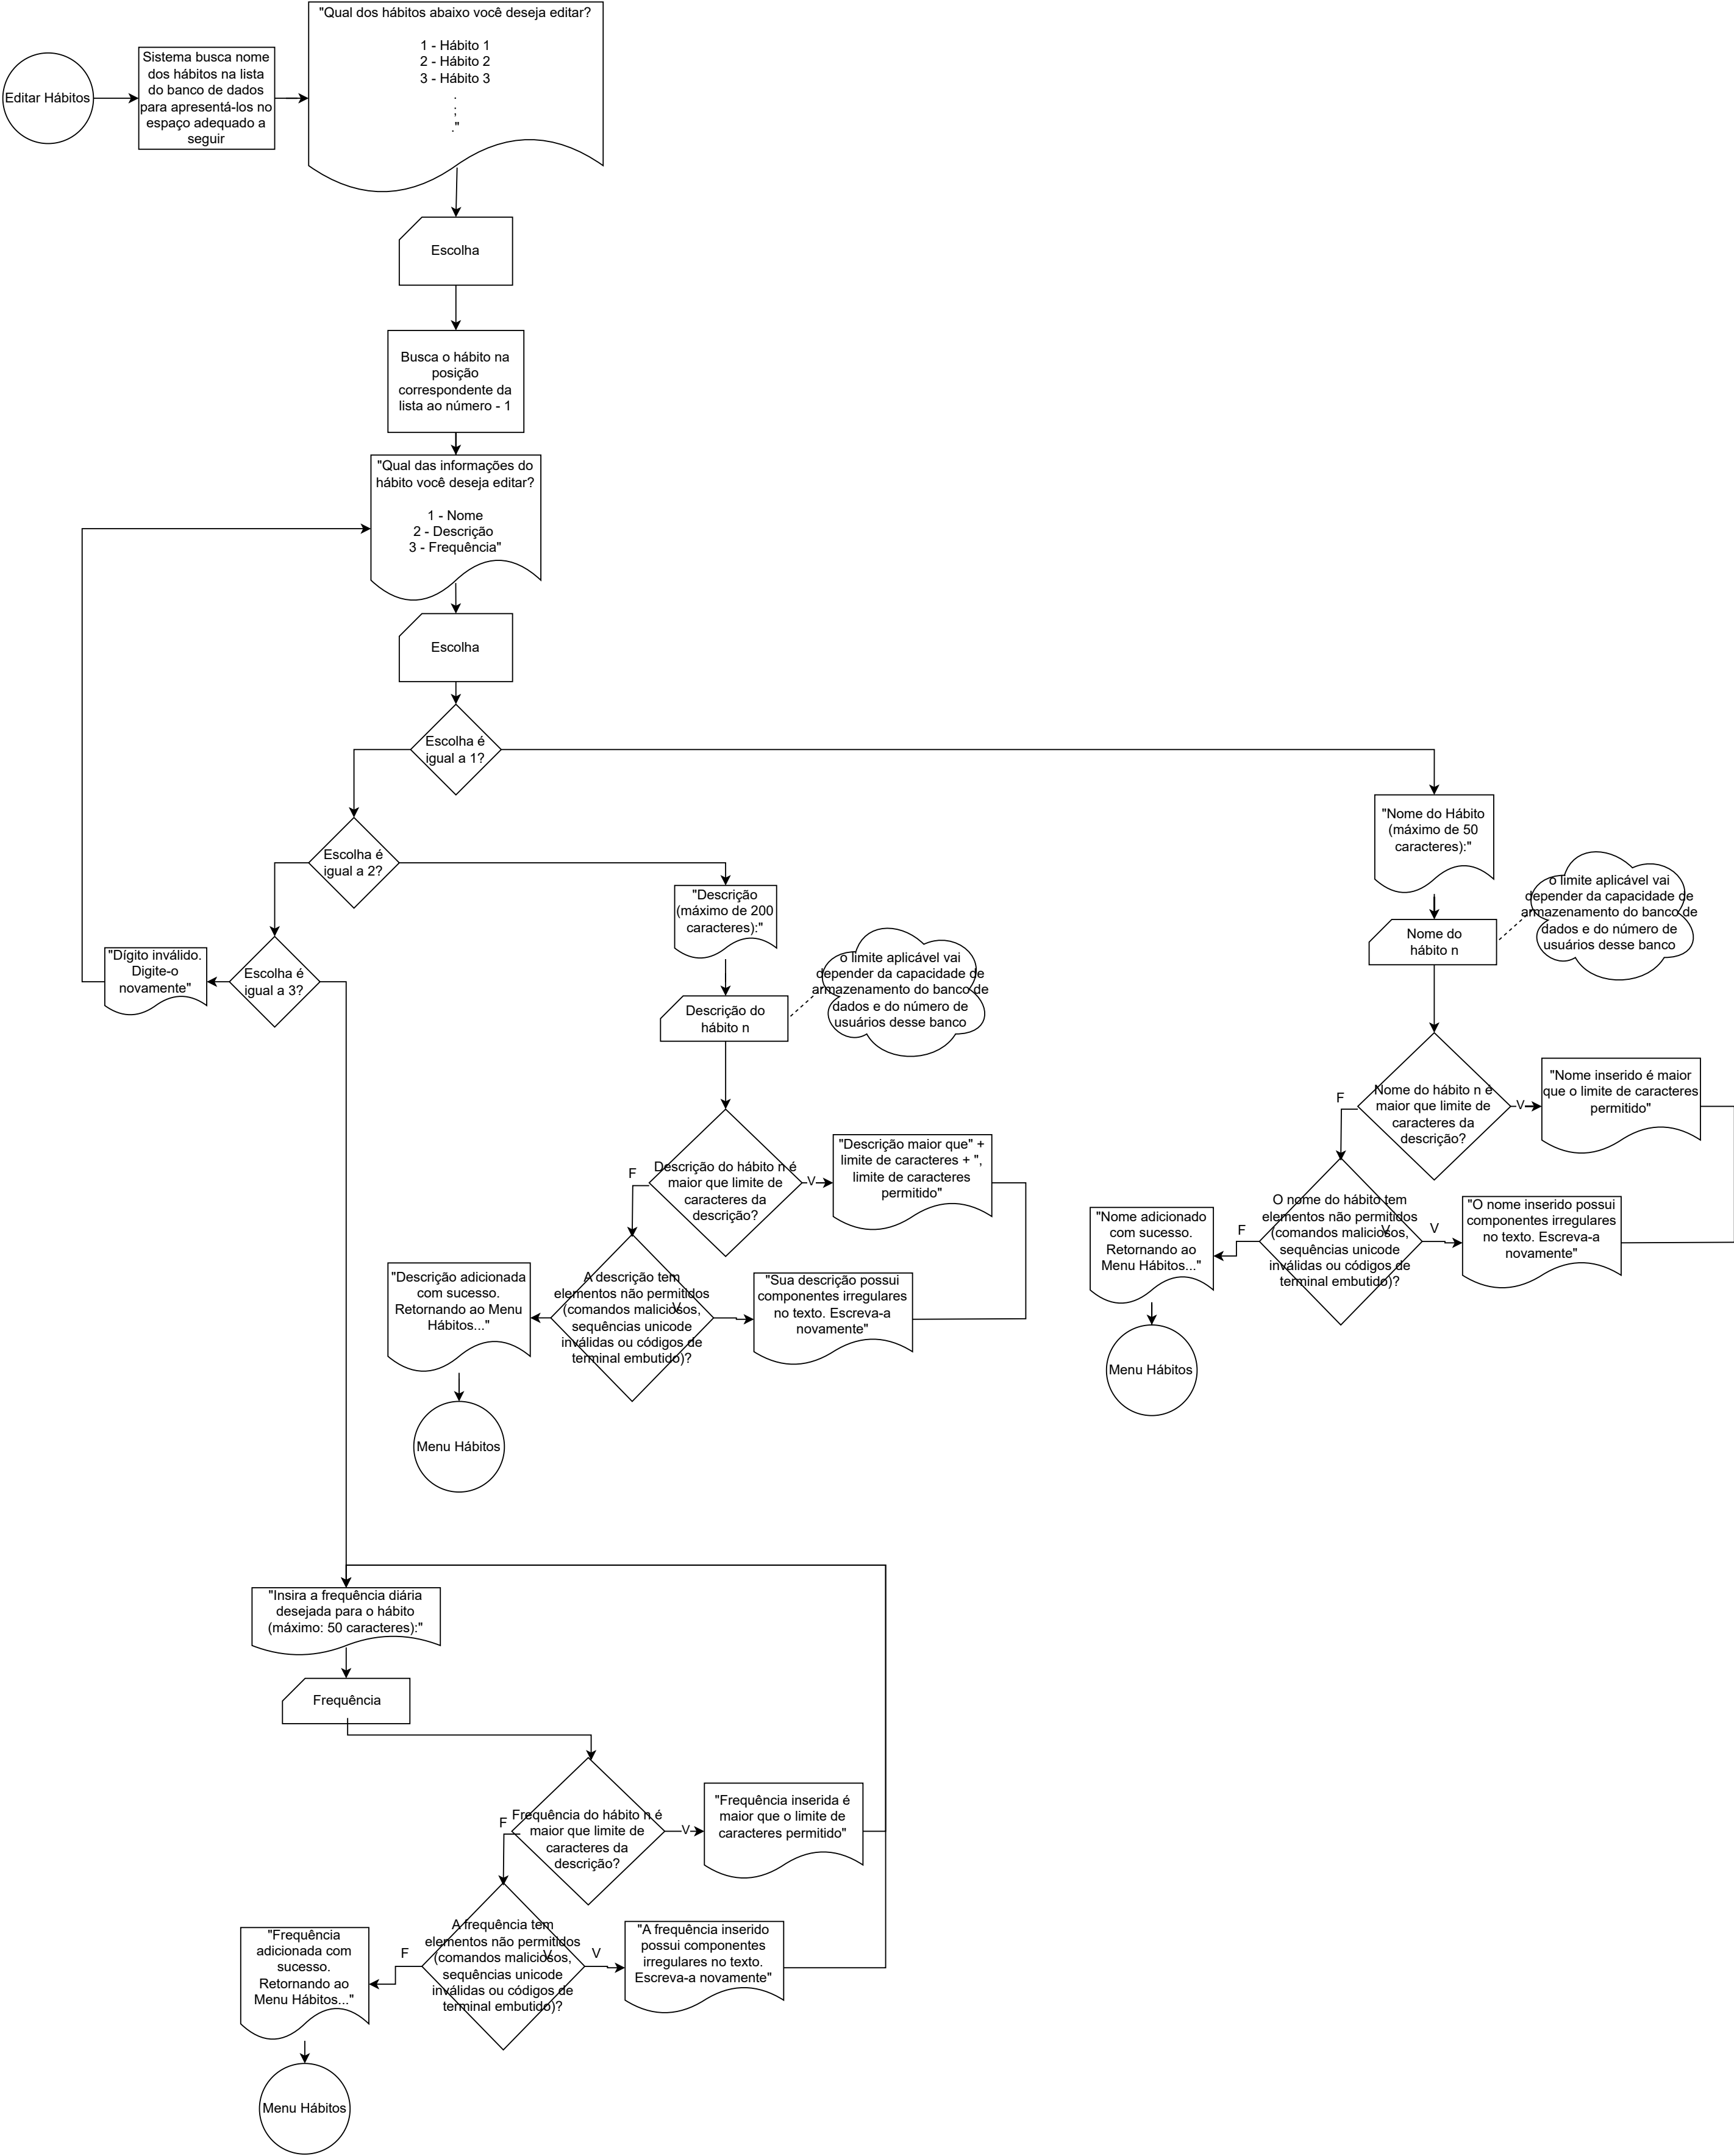 "Qual dos hábitos abaixo você deseja editar?
1 - Hábito 1
2 - Hábito 2
3 - Hábito 3
.
;
."
Editar Hábitos
Sistema busca nome
dos hábitos na lista
do banco de dados
para apresentá-los no
espaço adequado a
seguir
Escolha
Busca o hábito na
posição
correspondente da
lista ao número - 1
"Qual das informações do
hábito você deseja editar?
1 - Nome
2 - Descrição
3 - Frequência"
Escolha
Escolha é
igual a 1?
Escolha é
igual a 2?
Escolha é
igual a 3?
"Dígito inválido.
Digite-o
novamente"
"Descrição
(máximo de 200
caracteres):"
o limite aplicável vai
depender da capacidade de
armazenamento do banco de
dados e do número de
usuários desse banco
Descrição do
hábito n
Descrição do hábito n é
maior que limite de
caracteres da
descrição?
F
V
"Descrição maior que" +
limite de caracteres + ",
limite de caracteres
permitido"
A descrição tem
elementos não permitidos
(comandos maliciosos,
sequências unicode
inválidas ou códigos de
terminal embutido)?
V
"Sua descrição possui
componentes irregulares
no texto. Escreva-a
novamente"
"Descrição adicionada
com sucesso.
Retornando ao Menu
Hábitos..."
Menu Hábitos
"Nome do Hábito
(máximo de 50
caracteres):"
o limite aplicável vai
depender da capacidade de
armazenamento do banco de
dados e do número de
usuários desse banco
Nome do
hábito n
Nome do hábito n é
maior que limite de
caracteres da
descrição?
F
V
"Nome inserido é maior
que o limite de caracteres
permitido"
O nome do hábito tem
elementos não permitidos
(comandos maliciosos,
sequências unicode
inválidas ou códigos de
terminal embutido)?
V
F
V
"O nome inserido possui
componentes irregulares
no texto. Escreva-a
novamente"
"Nome adicionado
com sucesso.
Retornando ao
Menu Hábitos..."
Menu Hábitos
"Insira a frequência diária
desejada para o hábito
(máximo: 50 caracteres):"
Frequência
Frequência do hábito n é
maior que limite de
caracteres da
descrição?
F
V
"Frequência inserida é
maior que o limite de
caracteres permitido"
A frequência tem
elementos não permitidos
(comandos maliciosos,
sequências unicode
inválidas ou códigos de
terminal embutido)?
V
F
V
"A frequência inserido
possui componentes
irregulares no texto.
Escreva-a novamente"
"Frequência
adicionada com
sucesso.
Retornando ao
Menu Hábitos..."
Menu Hábitos